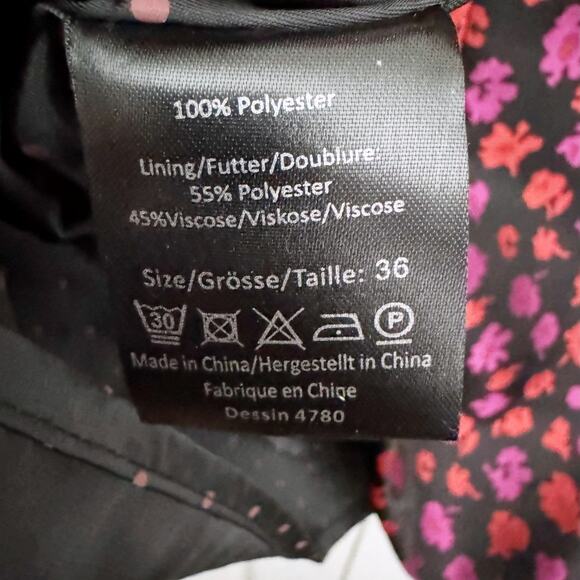 100% Polyester
Lining/Futter/Doublure:
55% Polyester
45%Viscose/Viskose/Viscose
Size/Grösse/Taille: 36
30 P
Made in China/Hergestellt in China
Fabrique en Chine
Dessin 4780